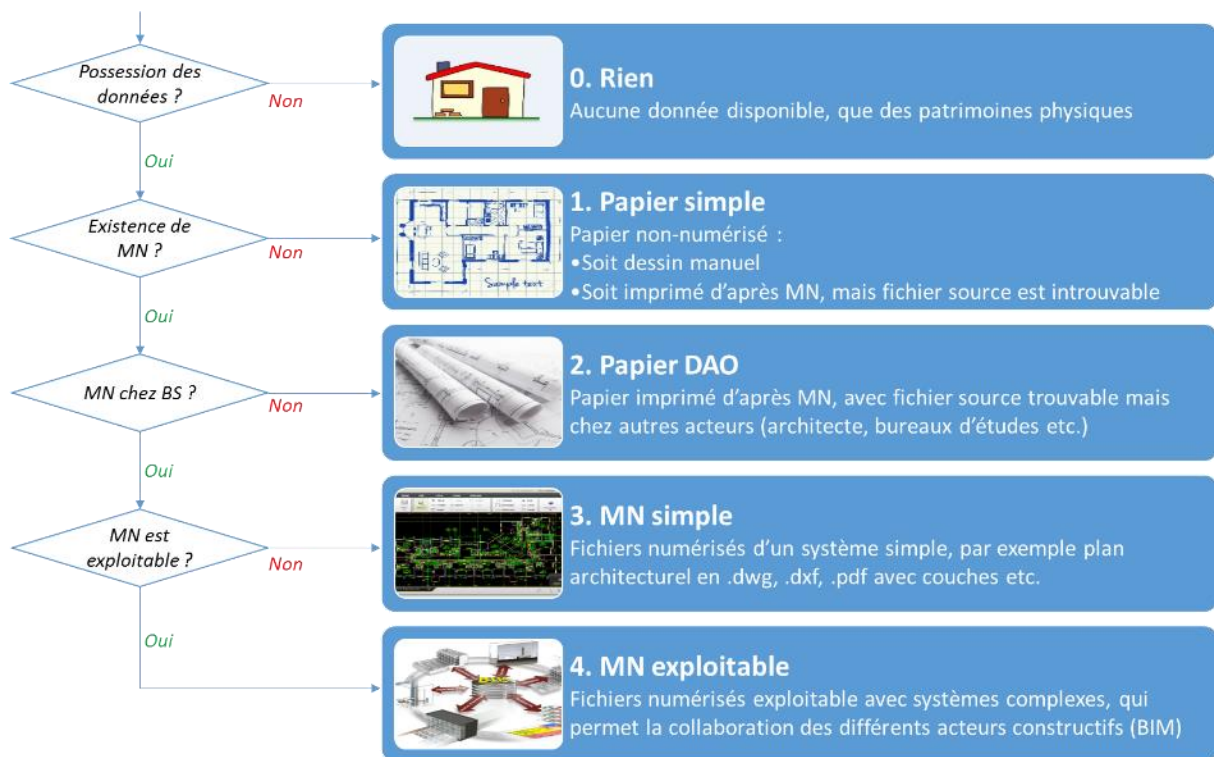 Possession des
données ?
Non
Oui
0. Rien
Aucune donnée disponible, que des patrimoines physiques
Existence de
MN ?
Non
Oui
Sample text
1. Papier simple
Papier non-numérisé :
•Soit dessin manuel
•Soit imprimé d’après MN, mais fichier source est introuvable
MN chez BS ?
Non
Oui
2. Papier DAO
Papier imprimé d’après MN, avec fichier source trouvable mais
chez autres acteurs (architecte, bureaux d’études etc.)
MN est
exploitable ?
Non
Oui
3. MN simple
Fichiers numérisés d’un système simple, par exemple plan
architecturel en .dwg, .dxf, .pdf avec couches etc.
4. MN exploitable
Fichiers numérisés exploitable avec systèmes complexes, qui
permet la collaboration des différents acteurs constructifs (BIM)